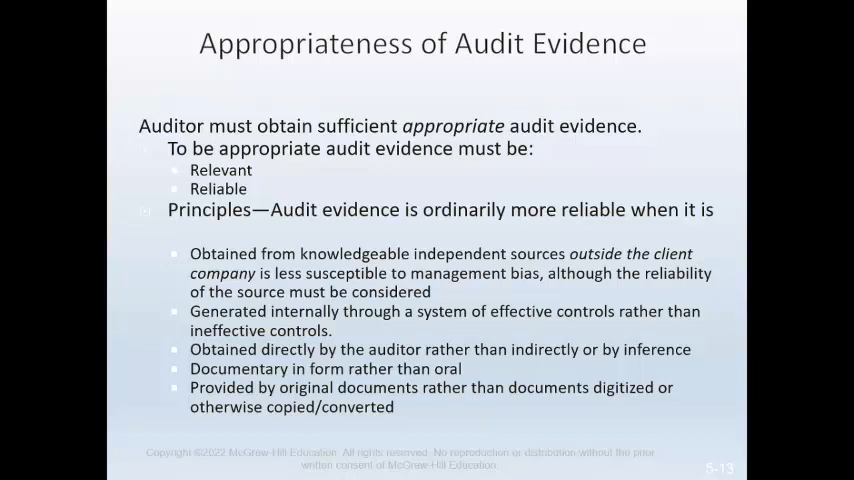 Appropriateness of Audit Evidence
Auditor must obtain sufficient appropriate audit evidence.
To be appropriate audit evidence must be:
Relevant
Reliable
Principles—Audit evidence is ordinarily more reliable when it is
Obtained from knowledgeable independent sources outside the client
company is less susceptible to management bias, although the reliability
of the source must be considered
Generated internally through a system of effective controls rather than
ineffective controls.
Obtained directly by the auditor rather than indirectly or by inference
Documentary in form rather than oral
Provided by original documents rather than documents digitized or
otherwise copied/converted
Copyright ©2022 McGraw-Hill Education. All rights reserved. No reproduction or distribution without the prior
written consent of McGraw-Hill Education.
5-13